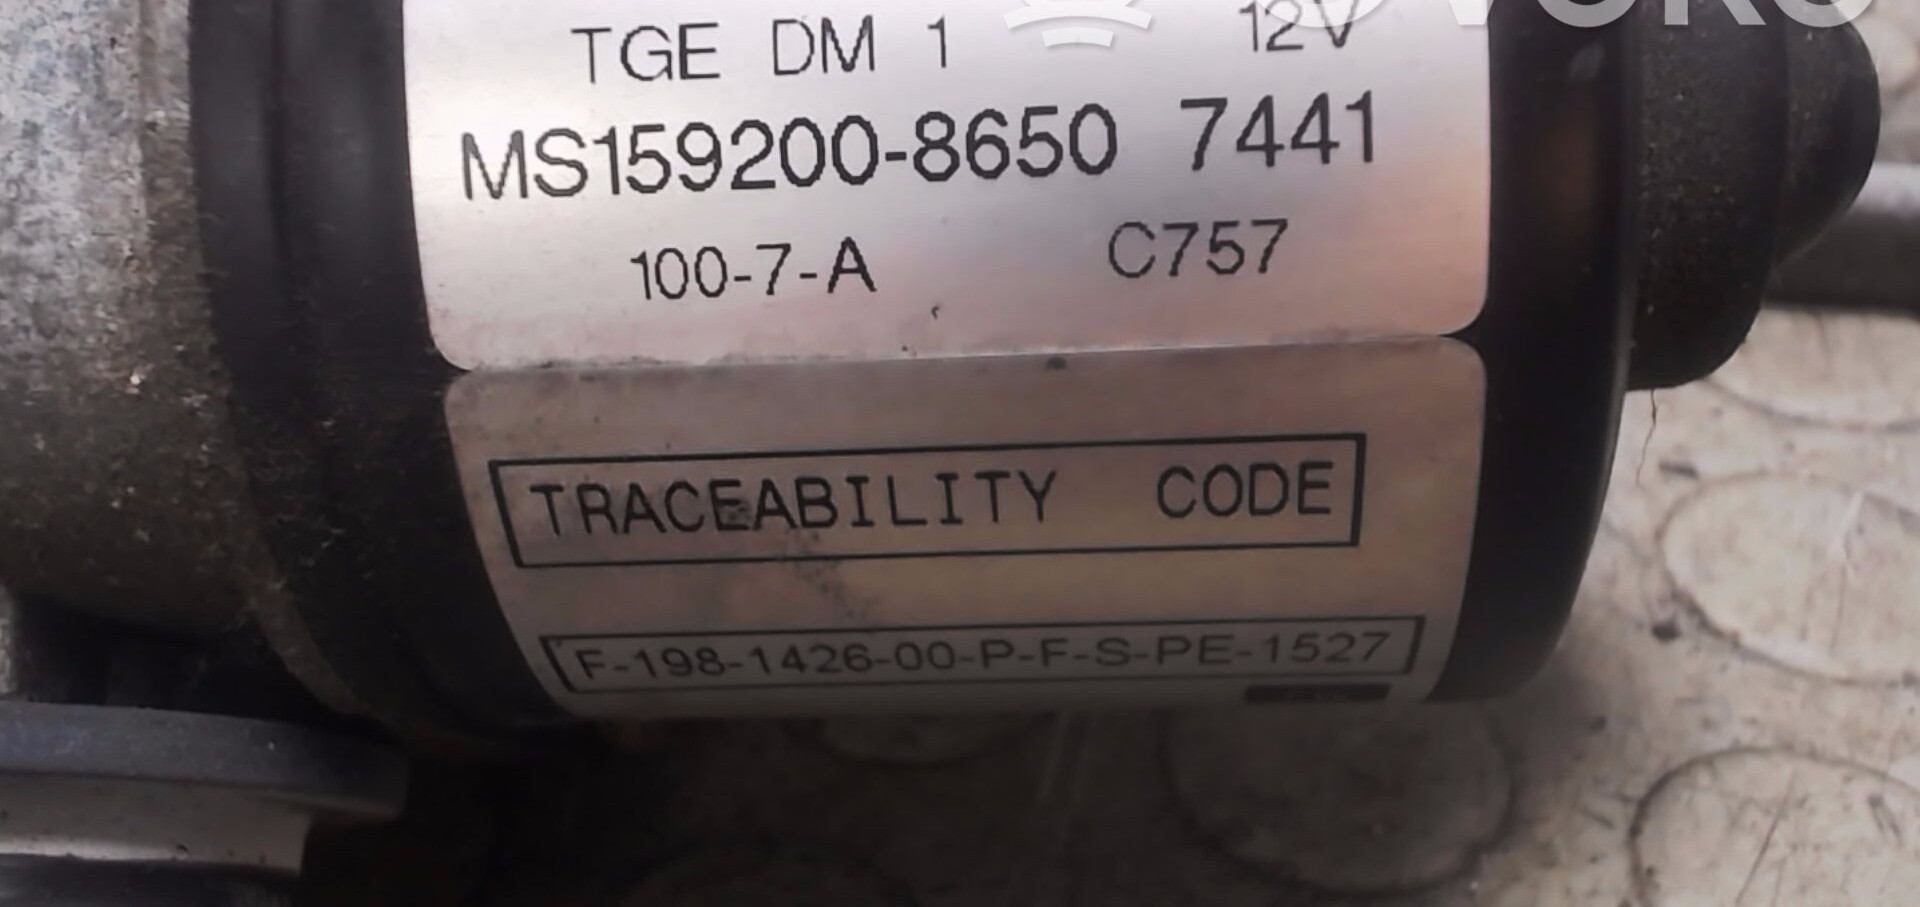 TGE DM 1 12V
MS159200-8650 7441
100-7-A C757
TRACEABILITY CODE
F-198-1426-00-P-F-S-PE-1527